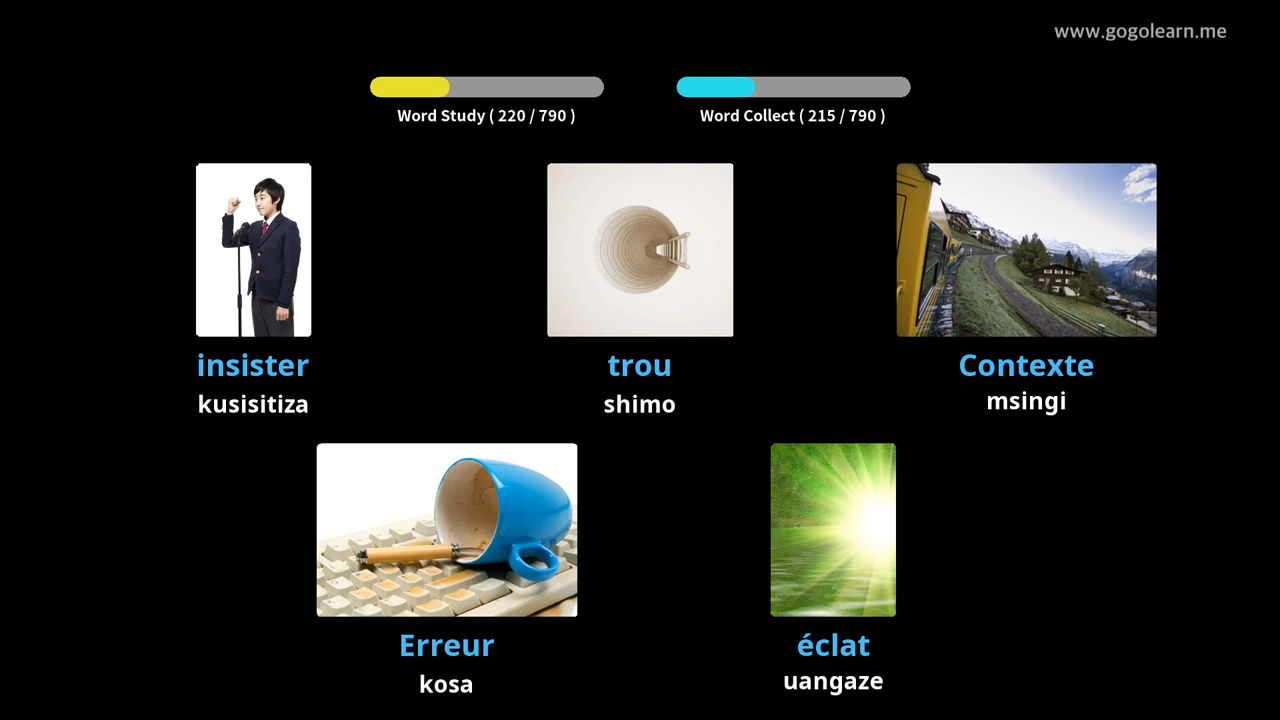 www.gogolearn.me
Word Study ( 220 / 790 )
Word Collect ( 215 / 790 )
insister
kusisitiza
trou
shimo
Contexte
msingi
Erreur
kosa
éclat
uangaze